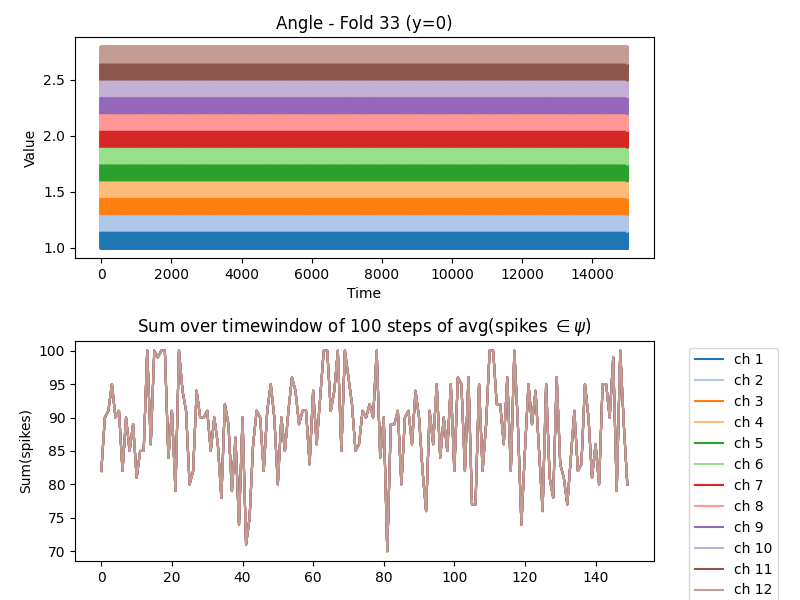 Angle - Fold 33 (y=0)
Value
2.5
2.0
1.5
1.0
0 2000 4000 6000 8000 10000 12000 14000
Time
Sum over timewindow of 100 steps of avg(spikes ∈ ψ)
Sum(spikes)
100
95
90
85
80
75
70
0 20 40 60 80 100 120 140
ch 1
ch 2
ch 3
ch 4
ch 5
ch 6
ch 7
ch 8
ch 9
ch 10
ch 11
ch 12